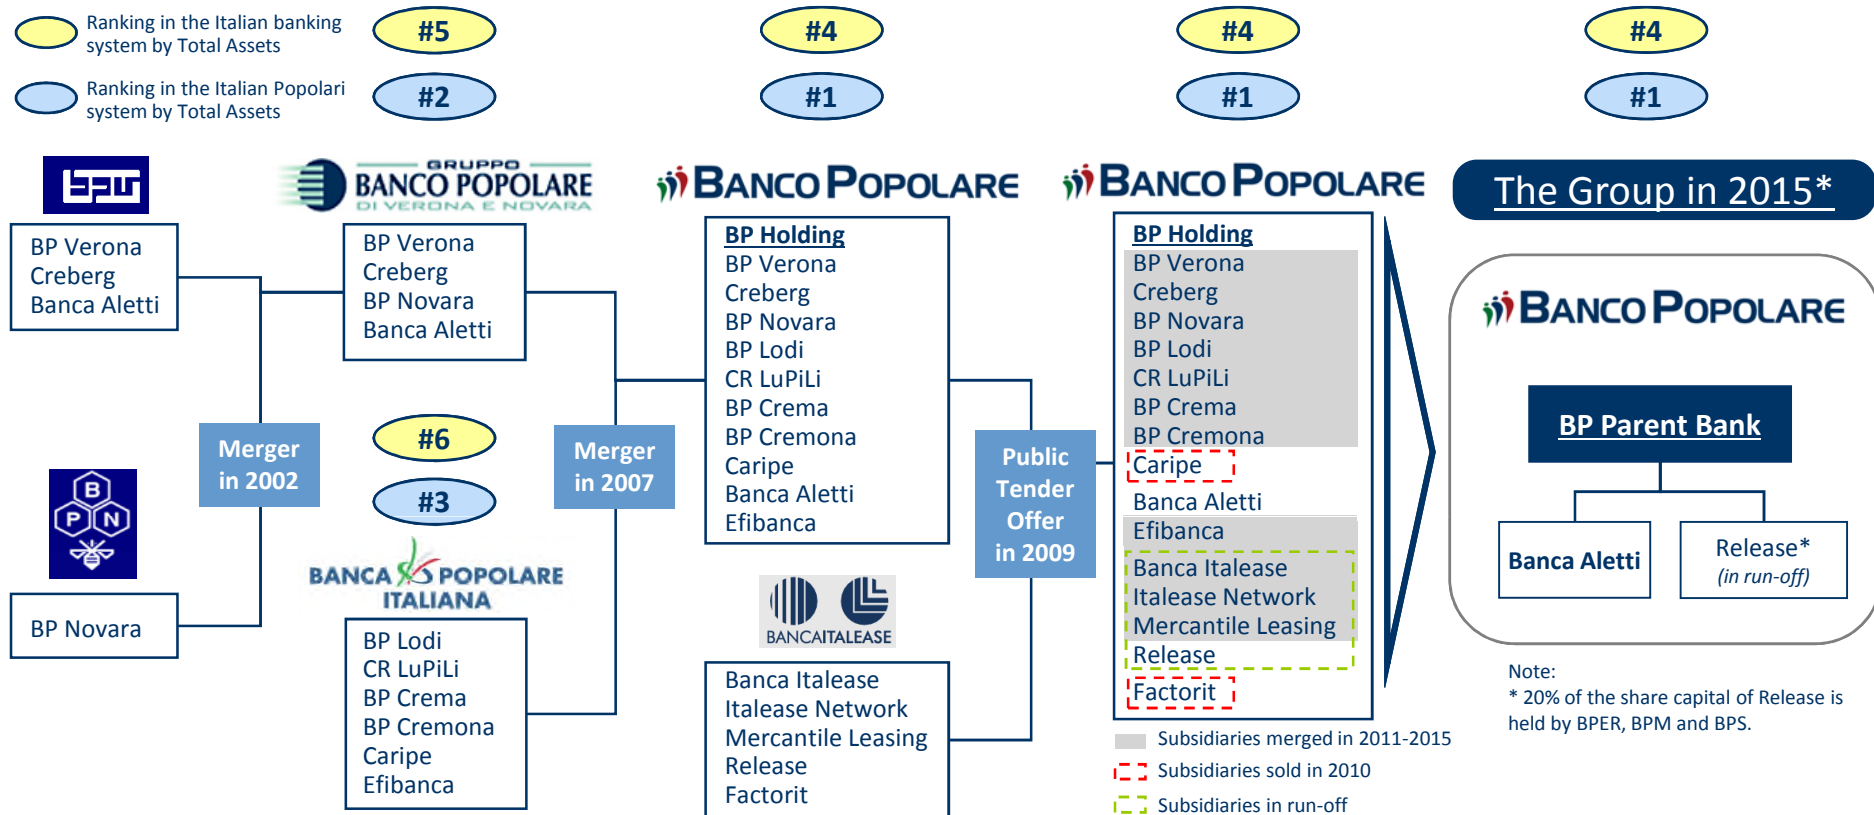 Ranking in the Italian banking
system by Total Assets
#5
#4
#4
#4
Ranking in the Italian Popolari
system by Total Assets
#2
#1
#1
#1
bpv
BP Verona
Creberg
Banca Aletti
BPN
BP Novara
Merger
in 2002
GRUPPO
BANCO POPOLARE
DI VERONA E NOVARA
BP Verona
Creberg
BP Novara
Banca Aletti
#6
#3
BANCA POPOLARE
ITALIANA
BP Lodi
CR LuPiLi
BP Crema
BP Cremona
Caripe
Efibanca
Merger
in 2007
BANCO POPOLARE
BP Holding
BP Verona
Creberg
BP Novara
BP Lodi
CR LuPiLi
BP Crema
BP Cremona
Caripe
Banca Aletti
Efibanca
BANCAITALEASE
Banca Italease
Italease Network
Mercantile Leasing
Release
Factorit
Public
Tender
Offer
in 2009
BANCO POPOLARE
BP Holding
BP Verona
Creberg
BP Novara
BP Lodi
CR LuPiLi
BP Crema
BP Cremona
Caripe
Banca Aletti
Efibanca
Banca Italease
Italease Network
Mercantile Leasing
Release
Factorit
Subsidiaries merged in 2011-2015
Subsidiaries sold in 2010
Subsidiaries in run-off
The Group in 2015*
BANCO POPOLARE
BP Parent Bank
Banca Aletti
Release*
(in run-off)
Note:
* 20% of the share capital of Release is
held by BPER, BPM and BPS.